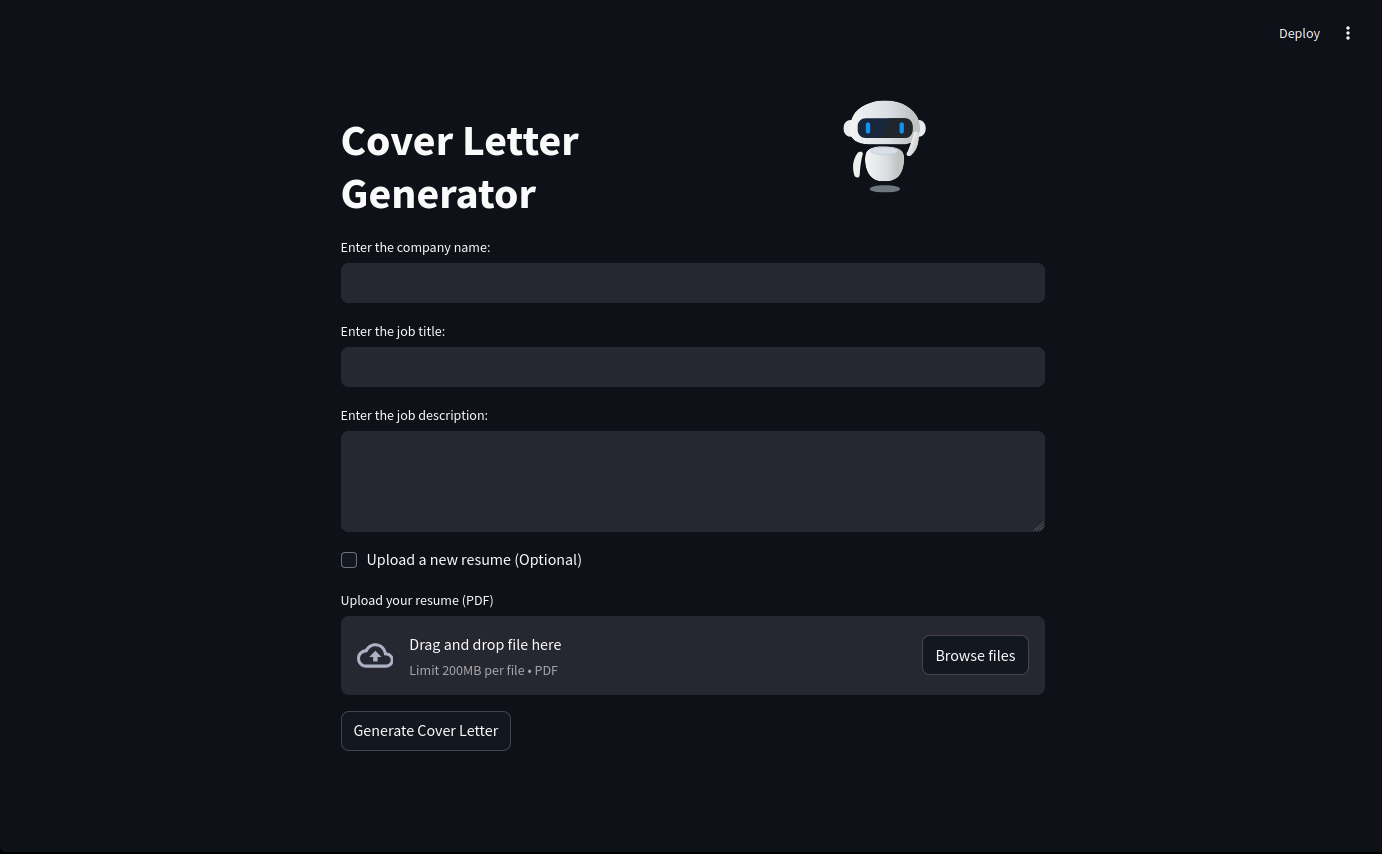 Deploy
Cover Letter
Generator
Enter the company name:
Enter the job title:
Enter the job description:
Upload a new resume (Optional)
Upload your resume (PDF)
Drag and drop file here
Limit 200MB per file • PDF
Browse files
Generate Cover Letter